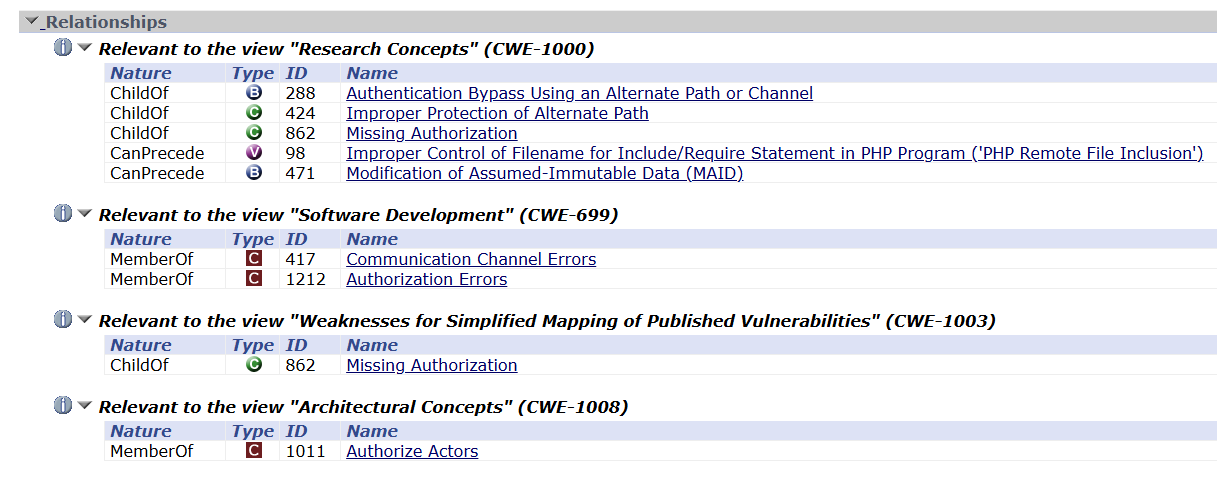 Relationships
Relevant to the view "Research Concepts" (CWE-1000)
Nature Type ID Name
ChildOf B 288 Authentication Bypass Using an Alternate Path or Channel
ChildOf C 424 Improper Protection of Alternate Path
ChildOf C 862 Missing Authorization
CanPrecede V 98 Improper Control of Filename for Include/Require Statement in PHP Program ('PHP Remote File Inclusion')
CanPrecede B 471 Modification of Assumed-Immutable Data (MAID)
Relevant to the view "Software Development" (CWE-699)
Nature Type ID Name
MemberOf C 417 Communication Channel Errors
MemberOf C 1212 Authorization Errors
Relevant to the view "Weaknesses for Simplified Mapping of Published Vulnerabilities" (CWE-1003)
Nature Type ID Name
ChildOf C 862 Missing Authorization
Relevant to the view "Architectural Concepts" (CWE-1008)
Nature Type ID Name
MemberOf C 1011 Authorize Actors